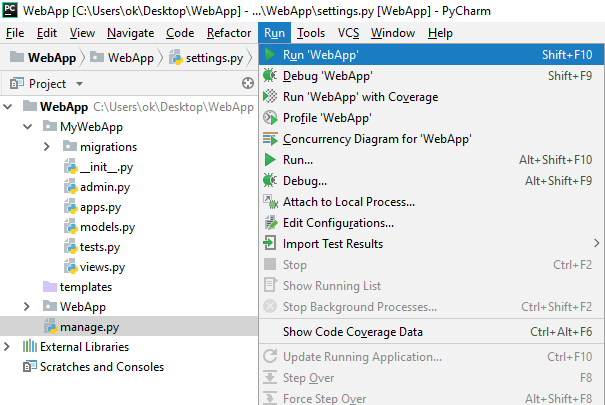 PC WebApp [C:\Users\ok\Desktop\WebApp] - ...\WebApp\settings.py [WebApp] - PyCharm
File Edit View Navigate Code Refactor Run Tools VCS Window Help
WebApp WebApp settings.py
Project
WebApp C:\Users\ok\Desktop\WebApp
MyWebApp
migrations
__init__.py
admin.py
apps.py
models.py
tests.py
views.py
templates
WebApp
manage.py
External Libraries
Scratches and Consoles
Run 'WebApp' Shift+F10
Debug 'WebApp' Shift+F9
Run 'WebApp' with Coverage
Profile 'WebApp'
Concurrency Diagram for 'WebApp'
Run... Alt+Shift+F10
Debug... Alt+Shift+F9
Attach to Local Process...
Edit Configurations...
Import Test Results
Stop Ctrl+F2
Show Running List
Stop Background Processes... Ctrl+Shift+F2
Show Code Coverage Data Ctrl+Alt+F6
Update Running Application... Ctrl+F10
Step Over F8
Force Step Over Alt+Shift+F8